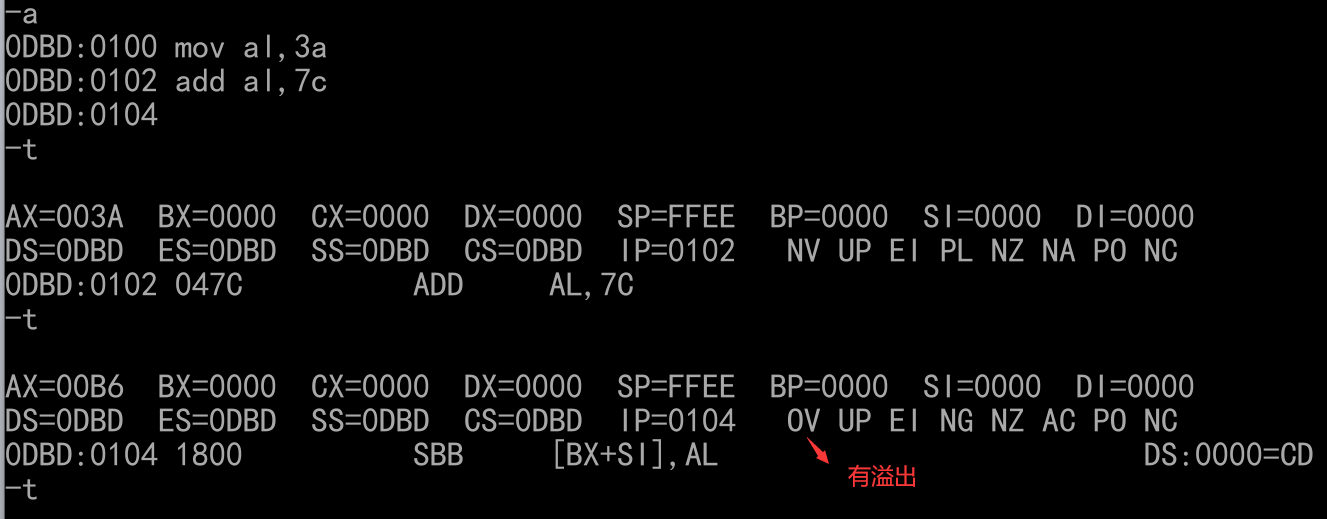 -a
0DBD:0100 mov al,3a
0DBD:0102 add al,7c
0DBD:0104
-t
AX=003A BX=0000 CX=0000 DX=0000 SP=FFEE BP=0000 SI=0000 DI=0000
DS=0DBD ES=0DBD SS=0DBD CS=0DBD IP=0102 NV UP EI PL NZ NA PO NC
0DBD:0102 047C ADD AL,7C
-t
AX=00B6 BX=0000 CX=0000 DX=0000 SP=FFEE BP=0000 SI=0000 DI=0000
DS=0DBD ES=0DBD SS=0DBD CS=0DBD IP=0104 OV UP EI NG NZ AC PO NC
0DBD:0104 1800 SBB [BX+SI],AL DS:0000=CD
有溢出
-t